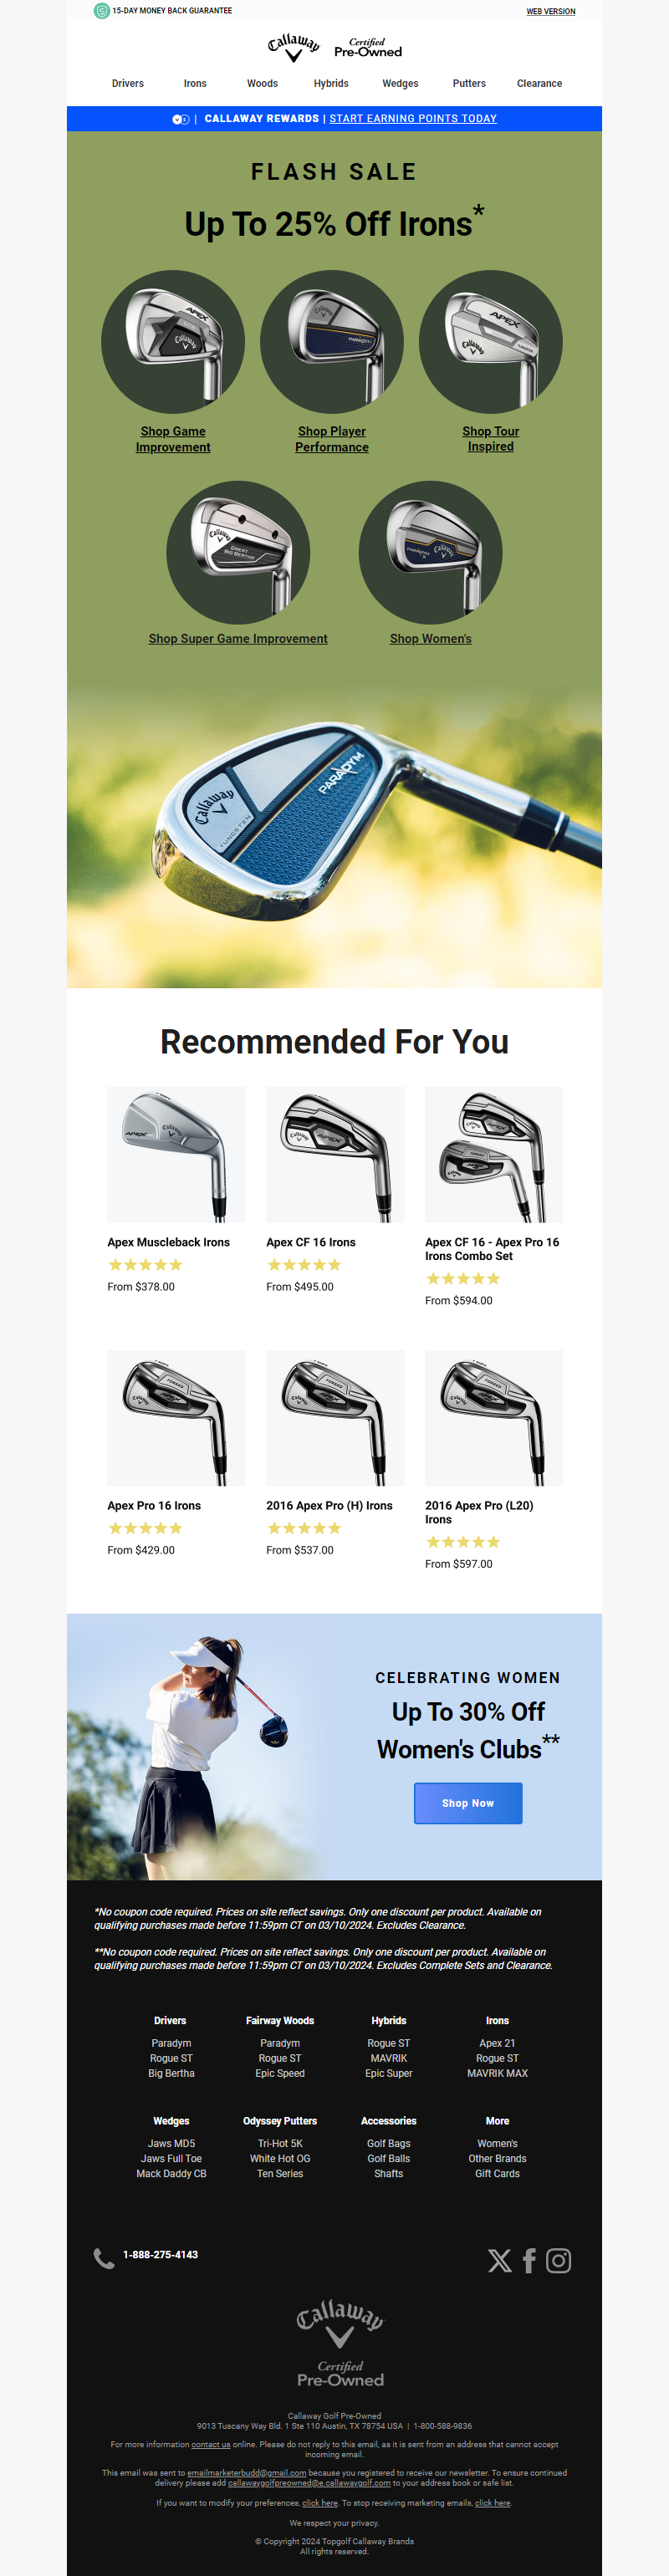 15-DAY MONEY BACK GUARANTEE
WEB VERSION
Callaway
Certified
Pre-Owned
Drivers Irons Woods Hybrids Wedges Putters Clearance
| CALLAWAY REWARDS | START EARNING POINTS TODAY
FLASH SALE
Up To 25% Off Irons*
APEX
Callaway
PARADYM
APEX
Callaway
Shop Game
Improvement
Shop Player
Performance
Shop Tour
Inspired
Callaway
GREAT
BIG BERTHA
PARADYM X
Callaway
Shop Super Game Improvement
Shop Women's
Callaway
TUNGSTEN
PARADYM
Recommended For You
APEX
Callaway
Apex Muleback Irons
From $378.00
Apex CF 16 Irons
From $495.00
Apex CF 16 - Apex Pro 16
Irons Combo Set
From $594.00
Apex Pro 16 Irons
From $429.00
2016 Apex Pro (H) Irons
From $537.00
2016 Apex Pro (L20)
Irons
From $597.00
CELEBRATING WOMEN
Up To 30% Off
Women's Clubs**
Shop Now
*No coupon code required. Prices on site reflect savings. Only one discount per product. Available on
qualifying purchases made before 11:59pm CT on 03/10/2024. Excludes Clearance.
**No coupon code required. Prices on site reflect savings. Only one discount per product. Available on
qualifying purchases made before 11:59pm CT on 03/10/2024. Excludes Complete Sets and Clearance.
Drivers
Paradym
Rogue ST
Big Bertha
Fairway Woods
Paradym
Rogue ST
Epic Speed
Hybrids
Rogue ST
MAVRIK
Epic Super
Irons
Apex 21
Rogue ST
MAVRIK MAX
Wedges
Jaws MD5
Jaws Full Toe
Mack Daddy CB
Odyssey Putters
Tri-Hot 5K
White Hot OG
Ten Series
Accessories
Golf Bags
Golf Balls
Shafts
More
Women's
Other Brands
Gift Cards
1-888-275-4143
Callaway
Certified
Pre-Owned
Callaway Golf Pre-Owned
9013 Tuscany Way Bld. 1 Ste 110 Austin, TX 78754 USA | 1-800-588-9836
For more information contact us online. Please do not reply to this email, as it is sent from an address that cannot accept
incoming email.
This email was sent to emailmarketerbudd@gmail.com because you registered to receive our newsletter. To ensure continued
delivery please add callawaygolfpreowned@e.callawaygolf.com to your address book or safe list.
If you want to modify your preferences, click here. To stop receiving marketing emails, click here.
We respect your privacy.
© Copyright 2024 Topgolf Callaway Brands
All rights reserved.